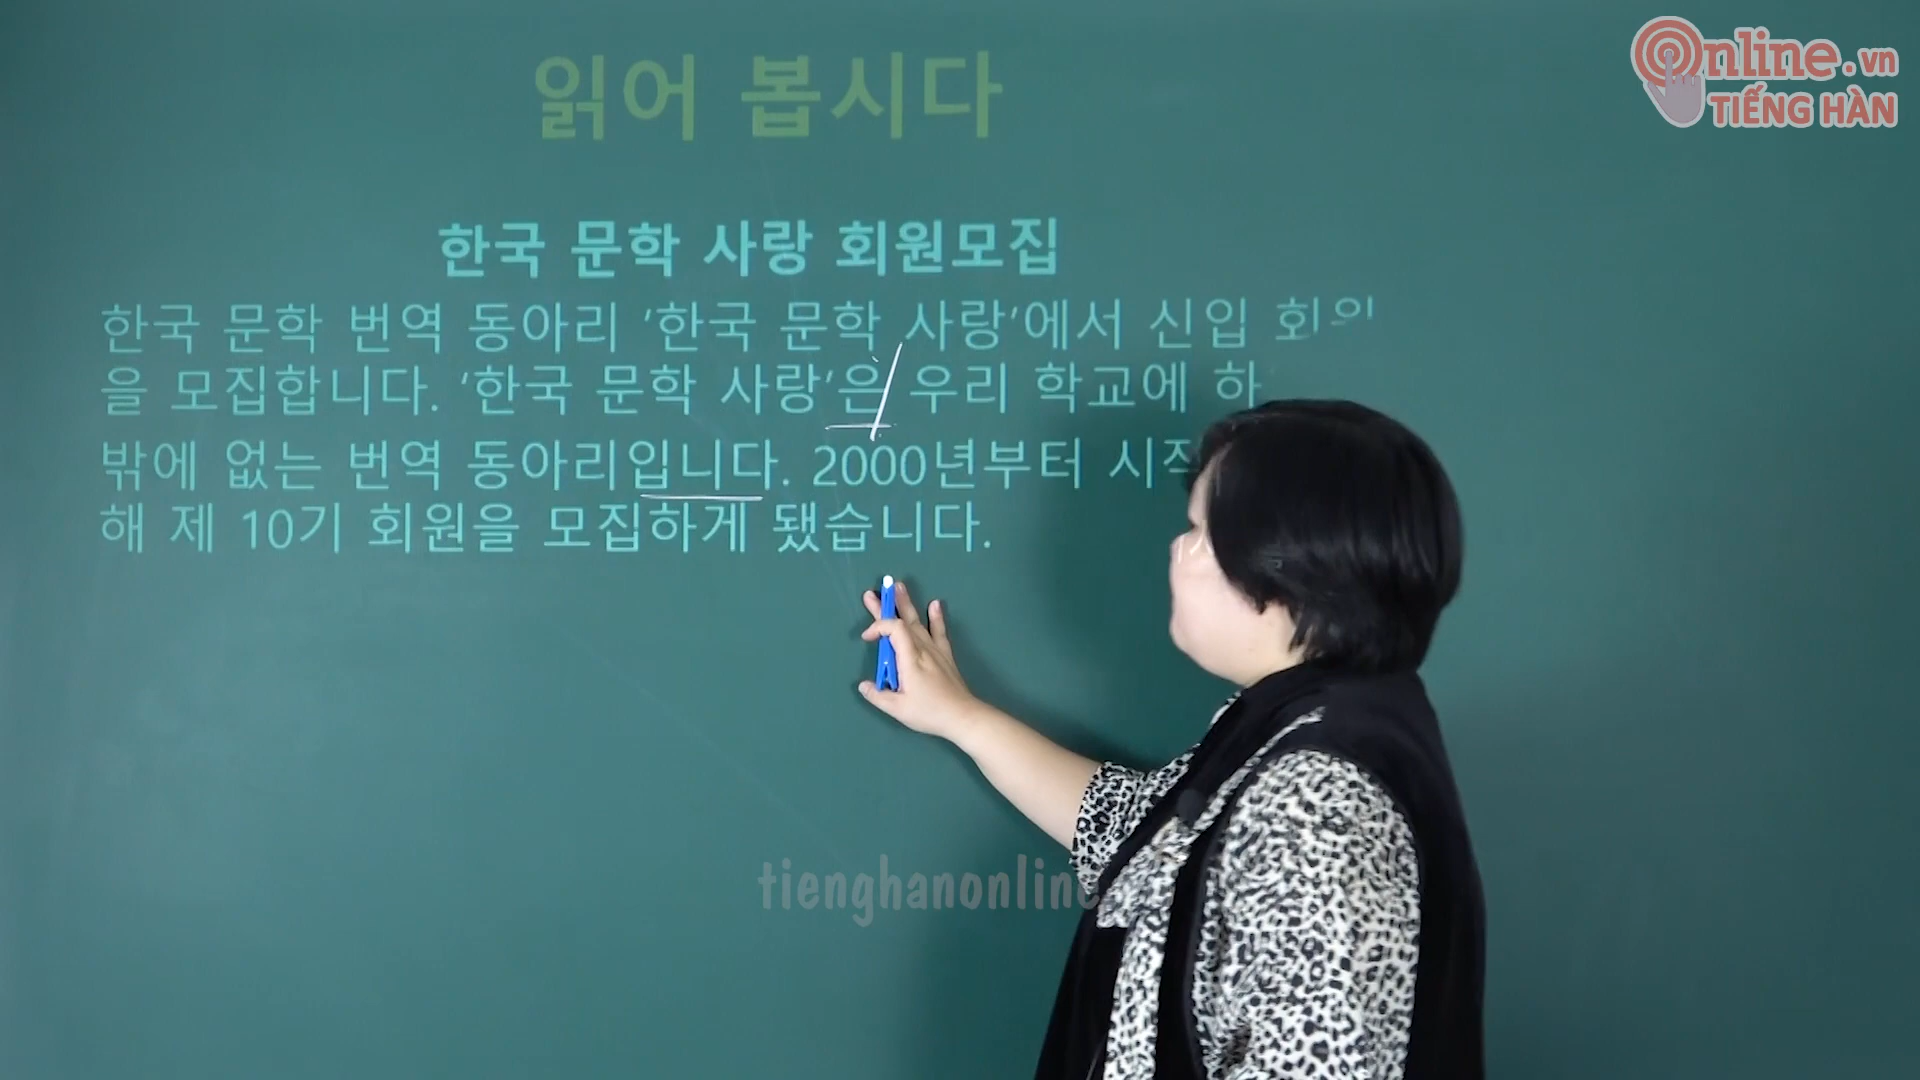 읽어 봅시다
한국 문학 사랑 회원모집
한국 문학 번역 동아리 '한국 문학 사랑'에서 신입
을 모집합니다. '한국 문학 사랑'은 우리 학교에
밖에 없는 번역 동아리입니다. 2000년부터
해 제 10기 회원을 모집하게 됐습니다.
Online.vn
TIẾNG HÀN
tienghanonline